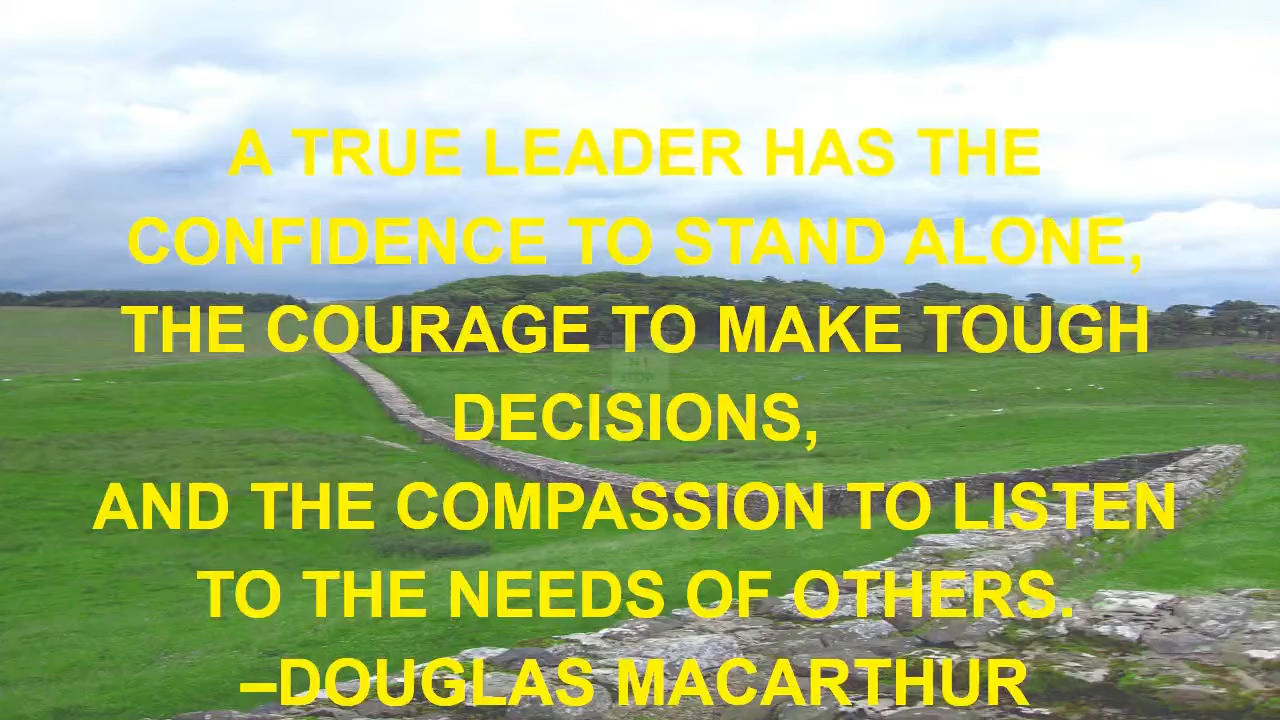 A TRUE LEADER HAS THE
CONFIDENCE TO STAND ALONE,
THE COURAGE TO MAKE TOUGH
DECISIONS,
AND THE COMPASSION TO LISTEN
TO THE NEEDS OF OTHERS.
–DOUGLAS MACARTHUR